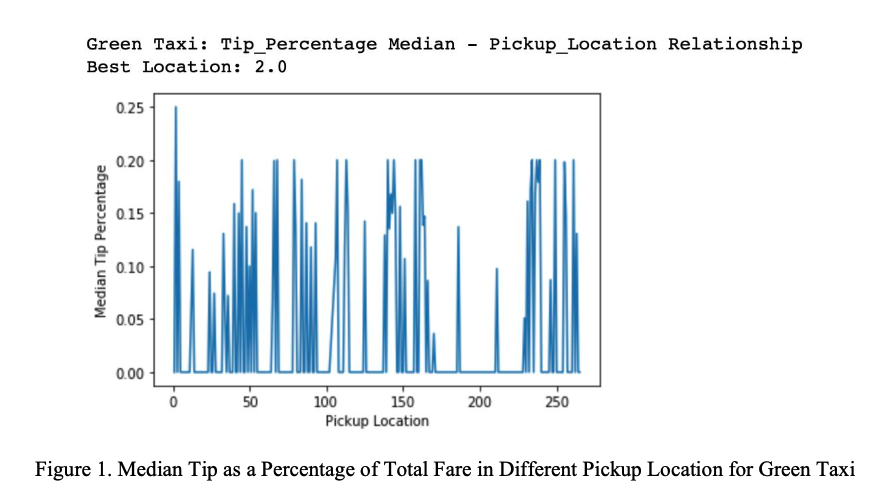 Green Taxi: Tip_Percentage Median - Pickup_Location Relationship
Best Location: 2.0
0.25
0.20
0.15
0.10
0.05
0.00
Median Tip Percentage
0 50 100 150 200 250
Pickup Location
Figure 1. Median Tip as a Percentage of Total Fare in Different Pickup Location for Green Taxi